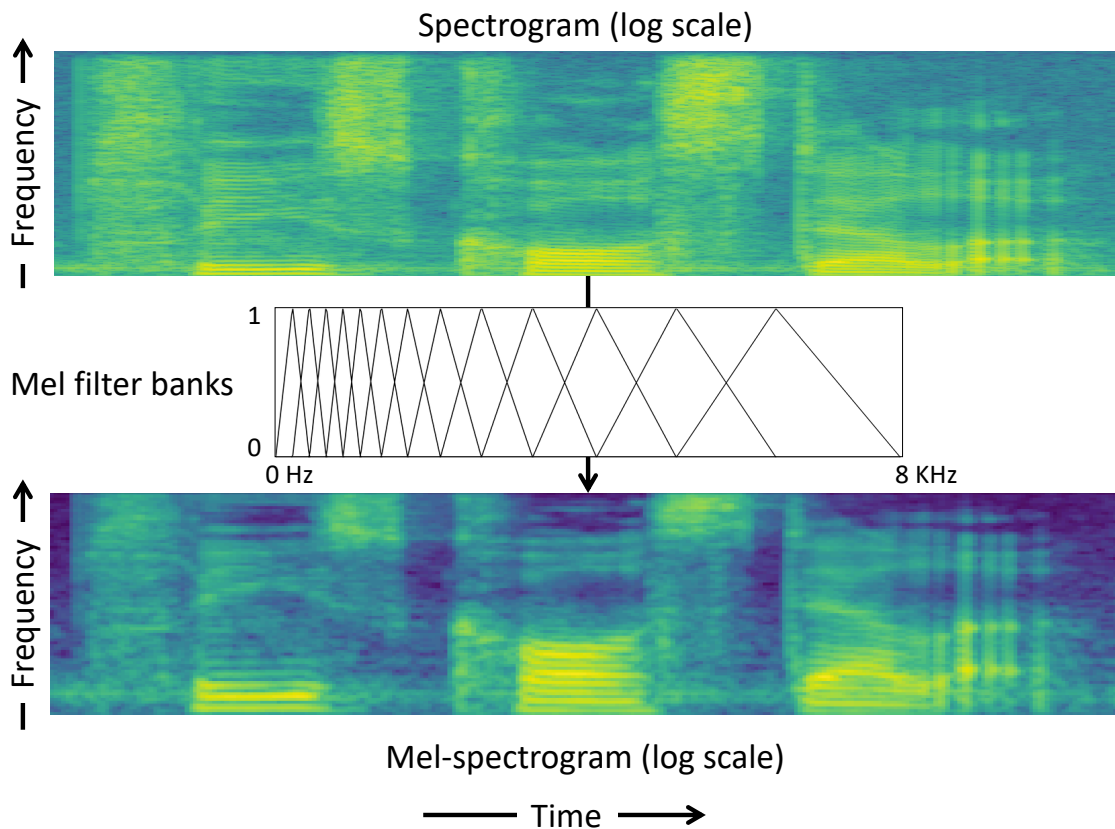 Spectrogram (log scale)
Frequency
1
Mel filter banks
0
0 Hz
8 KHz
Frequency
Mel-spectrogram (log scale)
Time